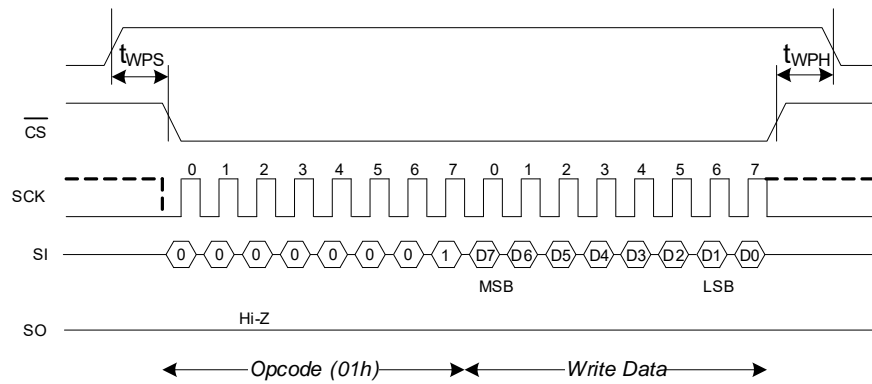 tWPS tWPH
CS
0 1 2 3 4 5 6 7 0 1 2 3 4 5 6 7
SCK
SI 0 0 0 0 0 0 0 1 D7 D6 D5 D4 D3 D2 D1 D0
MSB LSB
Hi-Z
SO
Opcode (01h) Write Data